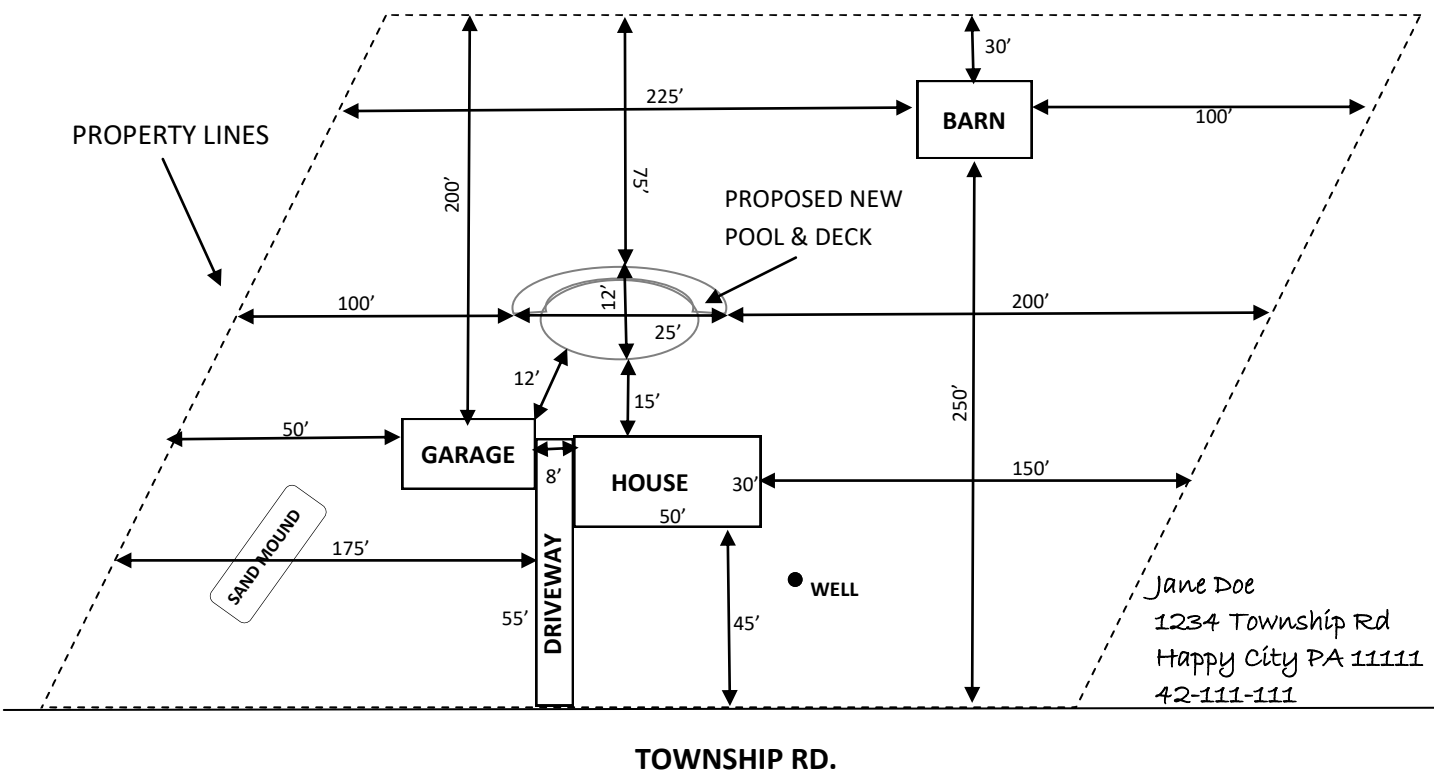 30’
225’
BARN
100’
PROPERTY LINES
200’
75’
PROPOSED NEW
POOL & DECK
100’
12’
25’
200’
12’
15’
250’
50’
GARAGE
8’
HOUSE
30’
50’
150’
SAND MOUND
175’
DRIVEWAY
55’
WELL
45’
Jane Doe
1234 Township Rd
Happy City PA 11111
42-111-111
TOWNSHIP RD.